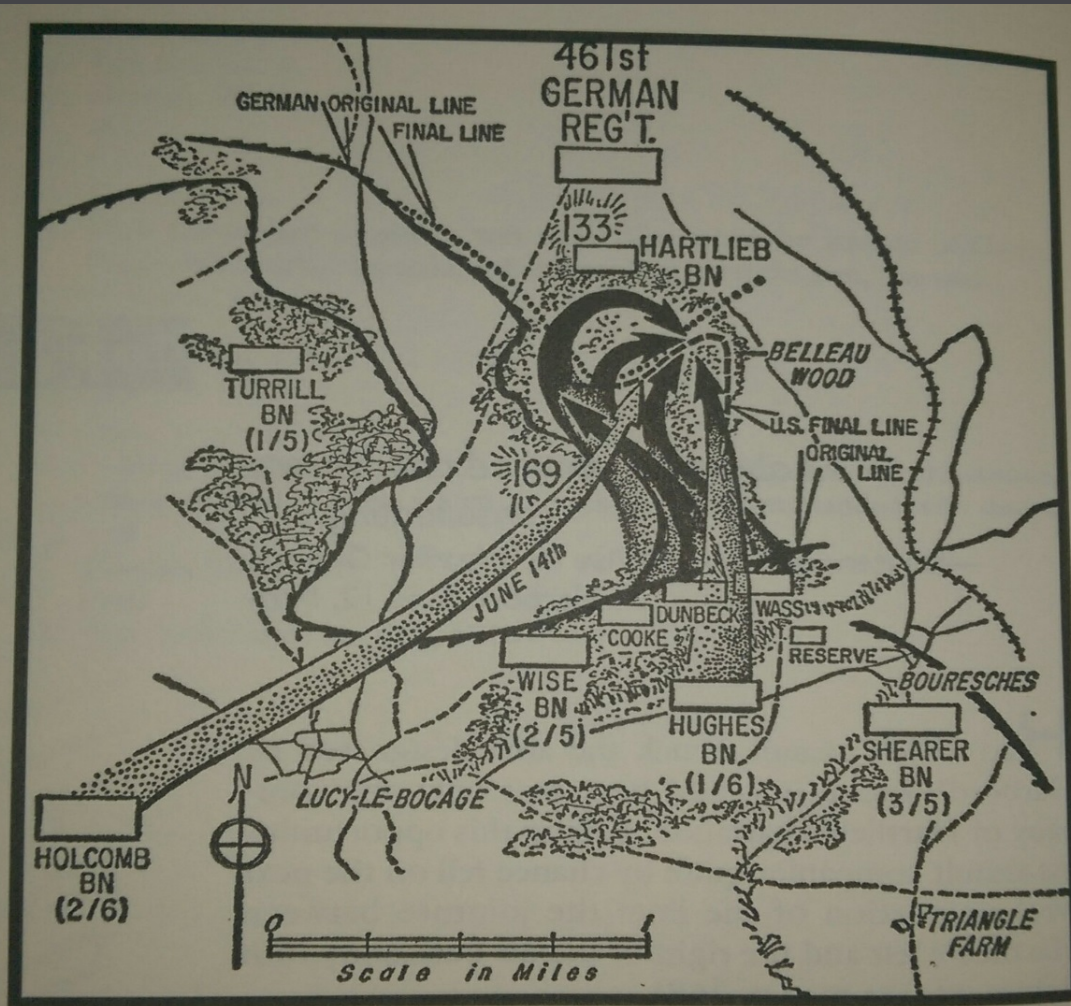 461st
GERMAN
REG'T.
GERMAN ORIGINAL LINE
FINAL LINE
133
HARTLIEB
BN
BELLEAU
WOOD
TURRILL
BN
(1/5)
U.S. FINAL LINE
ORIGINAL
LINE
169
JUNE 14th
DUNBECK
WASS
COOKE
RESERVE
WISE
BN
(2/5)
HUGHES
BN
(1/6)
BOURESCHES
SHEARER
BN
(3/5)
LUCY-LE-BOCAGE
N
HOLCOMB
BN
(2/6)
TRIANGLE
FARM
0 1
Scale in Miles